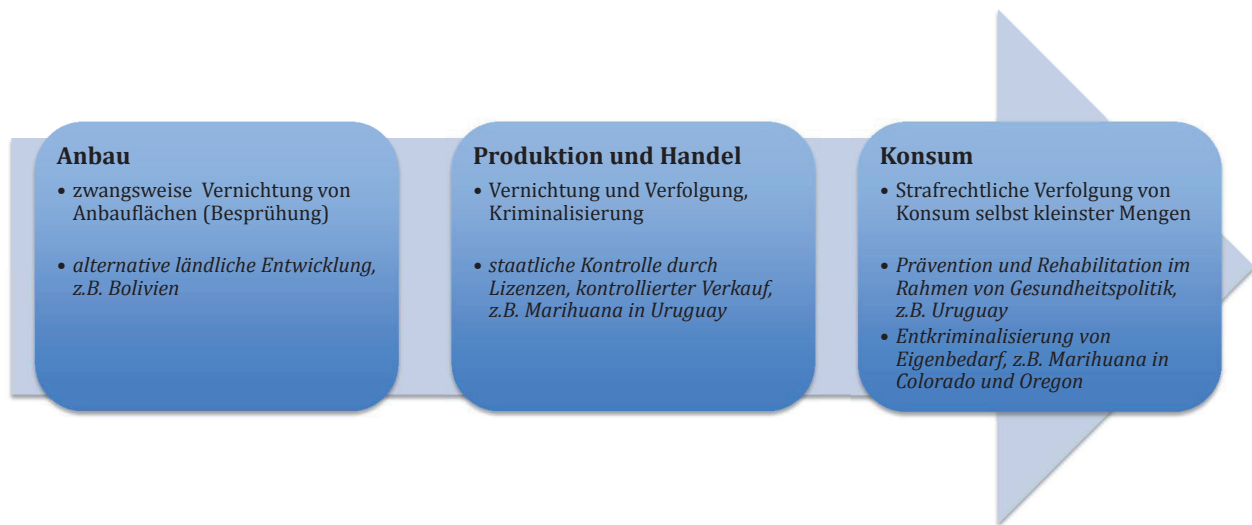 Anbau
• zwangsweise Vernichtung von
Anbauflächen (Besprühung)
• alternative ländliche Entwicklung,
z.B. Bolivien
Produktion und Handel
• Vernichtung und Verfolgung,
Kriminalisierung
• staatliche Kontrolle durch
Lizenzen, kontrollierter Verkauf,
z.B. Marihuana in Uruguay
Konsum
• Strafrechtliche Verfolgung von
Konsum selbst kleinster Mengen
• Prävention und Rehabilitation im
Rahmen von Gesundheitspolitik,
z.B. Uruguay
• Entkriminalisierung von
Eigenbedarf, z.B. Marihuana in
Colorado und Oregon